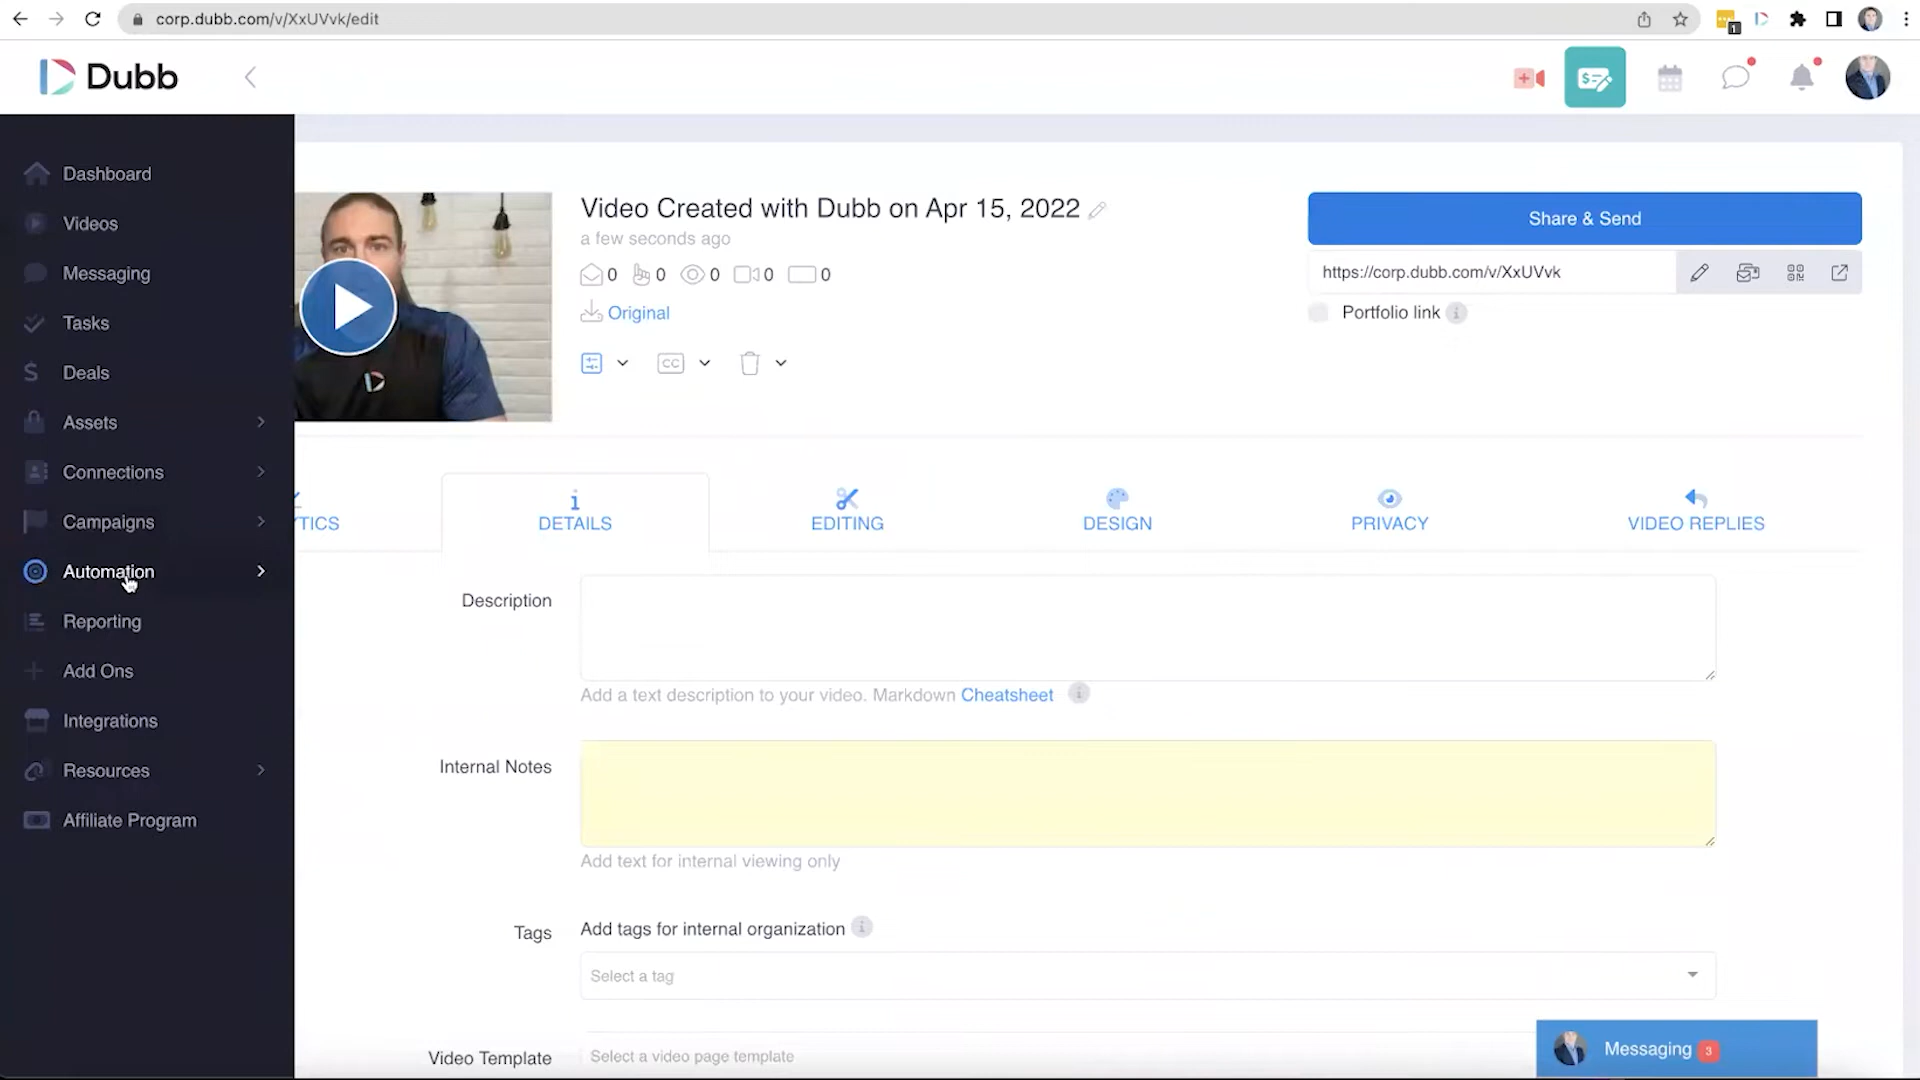 corp.dubb.com/v/XxUVvk/edit
1
Dubb
Dashboard
Videos
Messaging
Tasks
Deals
Assets
Connections
Campaigns
Automation
Reporting
Add Ons
Integrations
Resources
Affiliate Program
Video Created with Dubb on Apr 15, 2022
a few seconds ago
0 0 0 0 0
Original
CC
Share & Send
https://corp.dubb.com/v/XxUVvk
Portfolio link
TICS
DETAILS
EDITING
DESIGN
PRIVACY
VIDEO REPLIES
Description
Add a text description to your video. Markdown Cheatsheet
Internal Notes
Add text for internal viewing only
Tags
Add tags for internal organization
Select a tag
Video Template
Select a video page template
Messaging 3